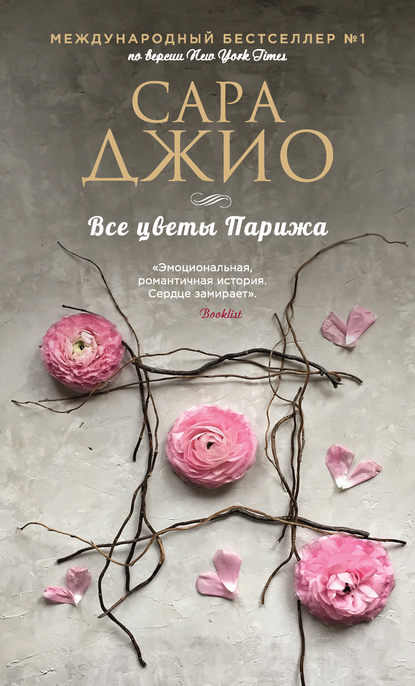 МЕЖДУНАРОДНЫЙ БЕСТСЕЛЛЕР №1
по версии New York Times
САРА
ДЖИО
Все цветы Парижа
«Эмоциональная,
романтичная история.
Сердце замирает».
Booklist